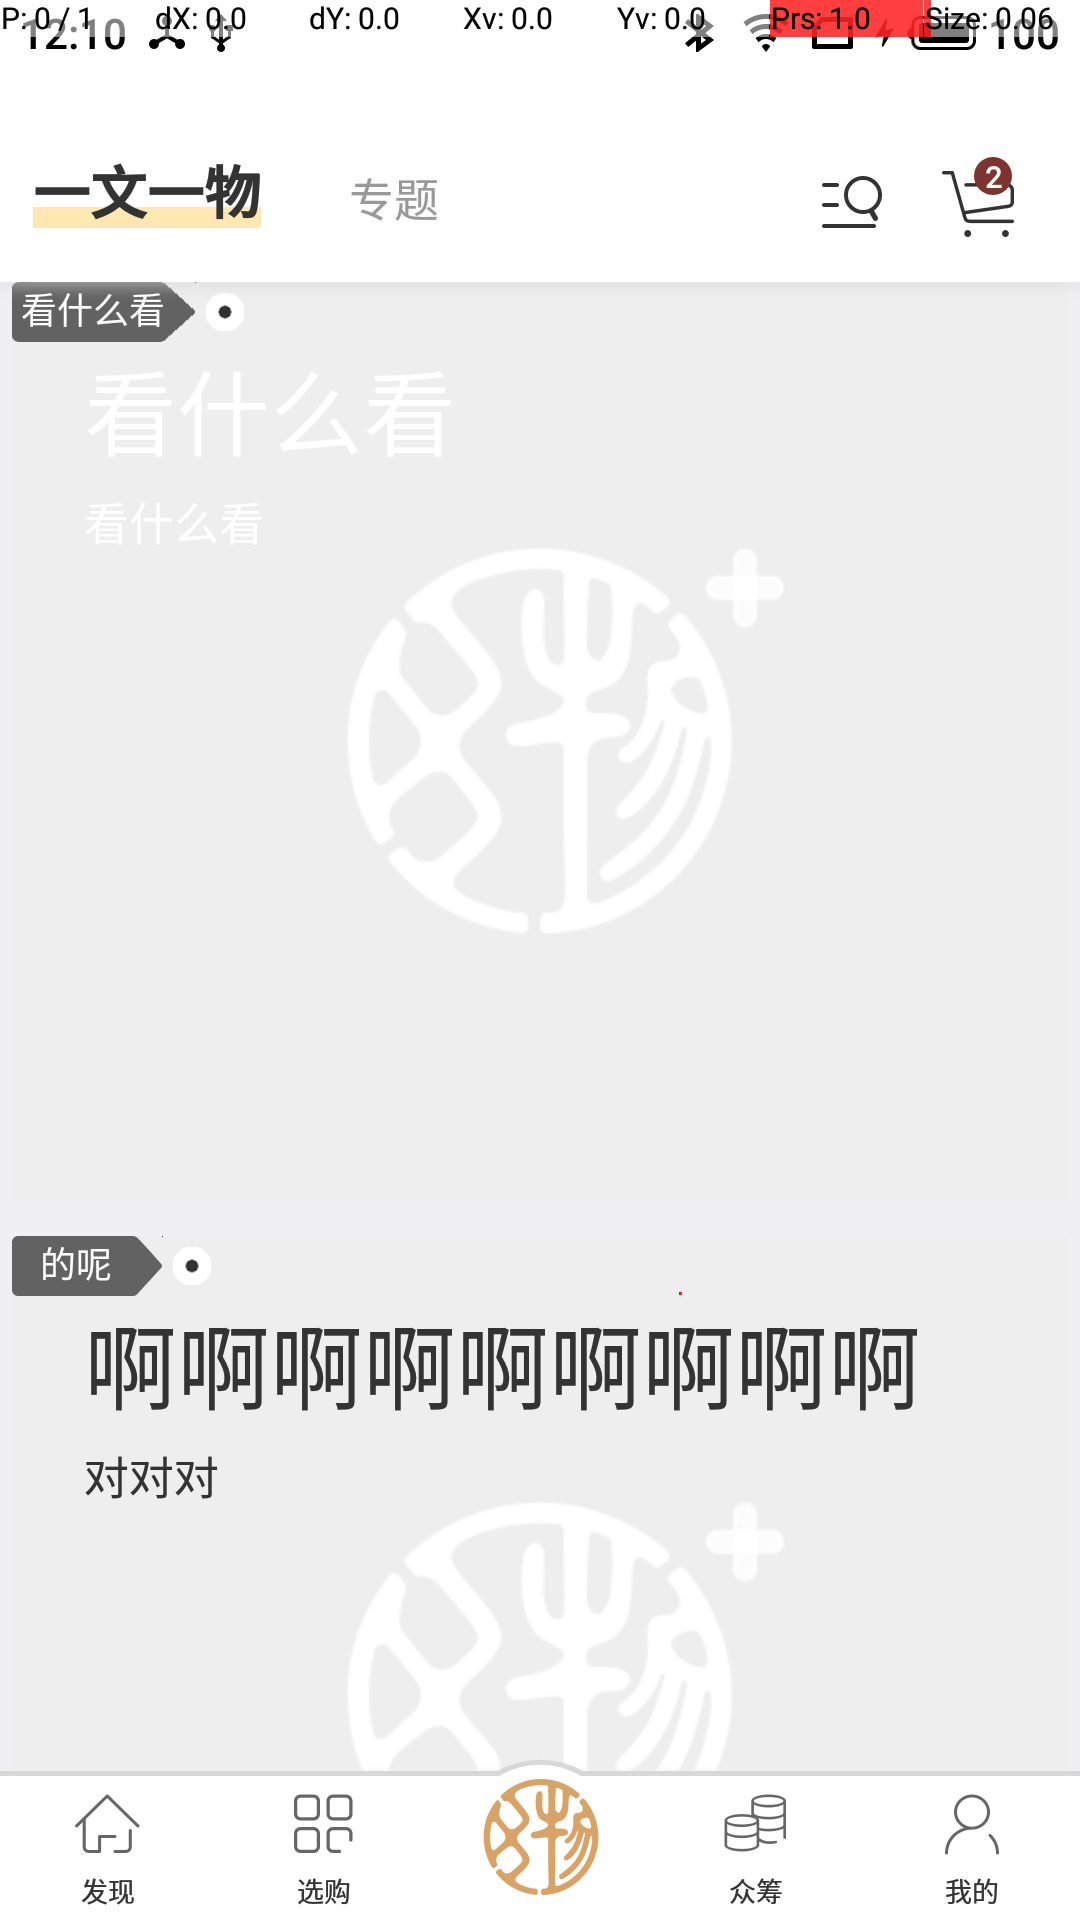 P: 0 / 1 dX: 0.0 dY: 0.0 Xv: 0.0 Yv: 0.0 Prs: 1.0 Size: 0.06
12:10 100
一文一物 专题 2
看什么看
看什么看
看什么看
的呢
啊啊啊啊啊啊啊啊啊
对对对
发现 选购 众筹 我的